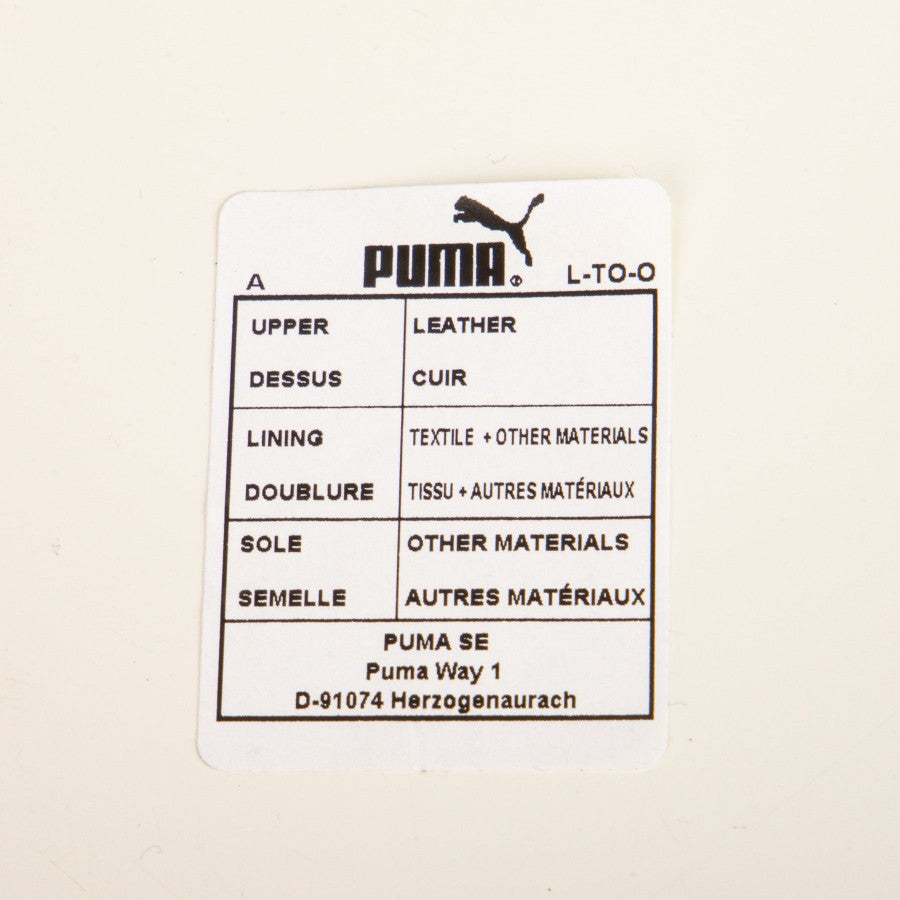 PUMA®
A L-TO-O
UPPER LEATHER
DESSUS CUIR
LINING TEXTILE + OTHER MATERIALS
DOUBLURE TISSU + AUTRES MATÉRIAUX
SOLE OTHER MATERIALS
SEMELLE AUTRES MATÉRIAUX
PUMA SE
Puma Way 1
D-91074 Herzogenaurach